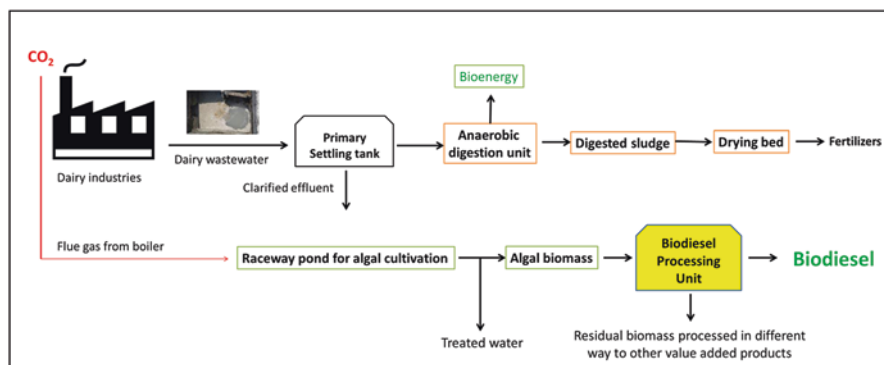 CO2
Dairy industries
Dairy wastewater
Primary
Settling tank
Clarified effluent
Bioenergy
Anaerobic
digestion unit
Digested sludge
Drying bed
Fertilizers
Flue gas from boiler
Raceway pond for algal cultivation
Treated water
Algal biomass
Biodiesel
Processing
Unit
Biodiesel
Residual biomass processed in different
way to other value added products